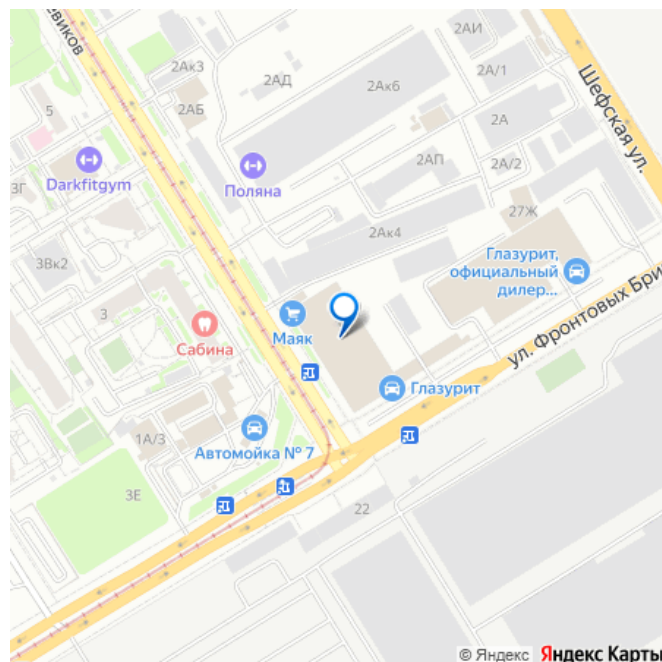 евиков
2АИ
2Ак3
2АД
2Ак6
2А/1
Шефская ул.
2АБ
5
2А
Darkfitgym
Поляна
2АП
2А/2
3Г
27Ж
2Ак4
Глазурит,
официальный
дилер...
3Вк2
3
Маяк
Сабина
ул. Фронтовых Бри
Глазурит
1А/3
Автомойка № 7
3Е
22
© Яндекс Яндекс Карты